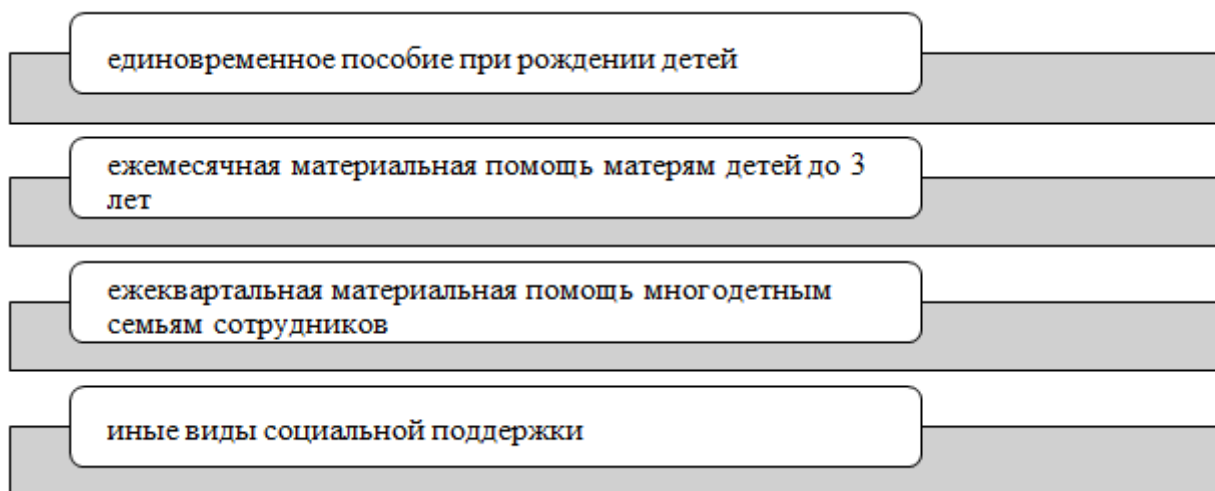 единовременное пособие при рождении детей
ежемесячная материальная помощь матерям детей до 3
лет
ежеквартальная материальная помощь многодетным
семьям сотрудников
иные виды социальной поддержки